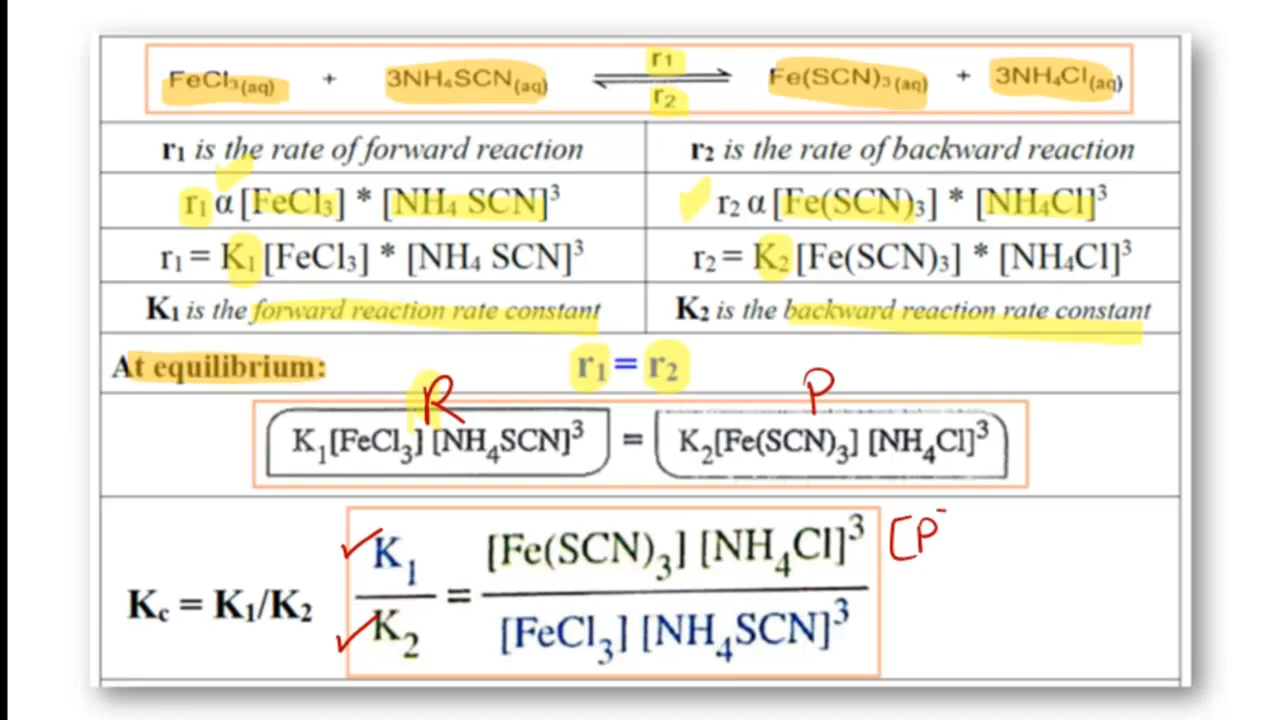 FeCl₃(aq) + 3NH₄SCN(aq) r₁ ⇌ r₂ Fe(SCN)₃(aq) + 3NH₄Cl(aq)
r₁ is the rate of forward reaction
r₂ is the rate of backward reaction
r₁ α [FeCl₃] * [NH₄ SCN]³
r₂ α [Fe(SCN)₃] * [NH₄Cl]³
r₁ = K₁ [FeCl₃] * [NH₄ SCN]³
r₂ = K₂ [Fe(SCN)₃] * [NH₄Cl]³
K₁ is the forward reaction rate constant
K₂ is the backward reaction rate constant
At equilibrium: r₁ = r₂
R P
K₁[FeCl₃] [NH₄SCN]³ = K₂[Fe(SCN)₃] [NH₄Cl]³
K_c = K₁/K₂
K₁/K₂ = [Fe(SCN)₃] [NH₄Cl]³ / [FeCl₃] [NH₄SCN]³
[P